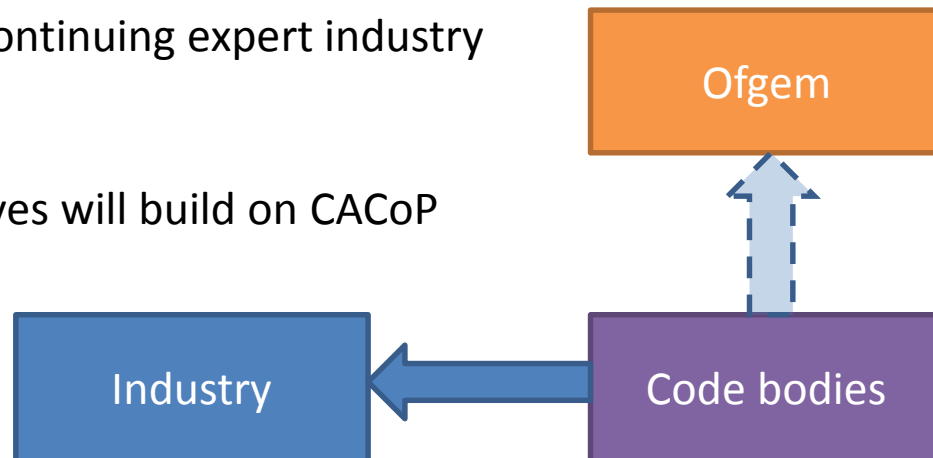 ontinuing expert industry
Ofgem
ves will build on CACoP
Industry
Code bodies